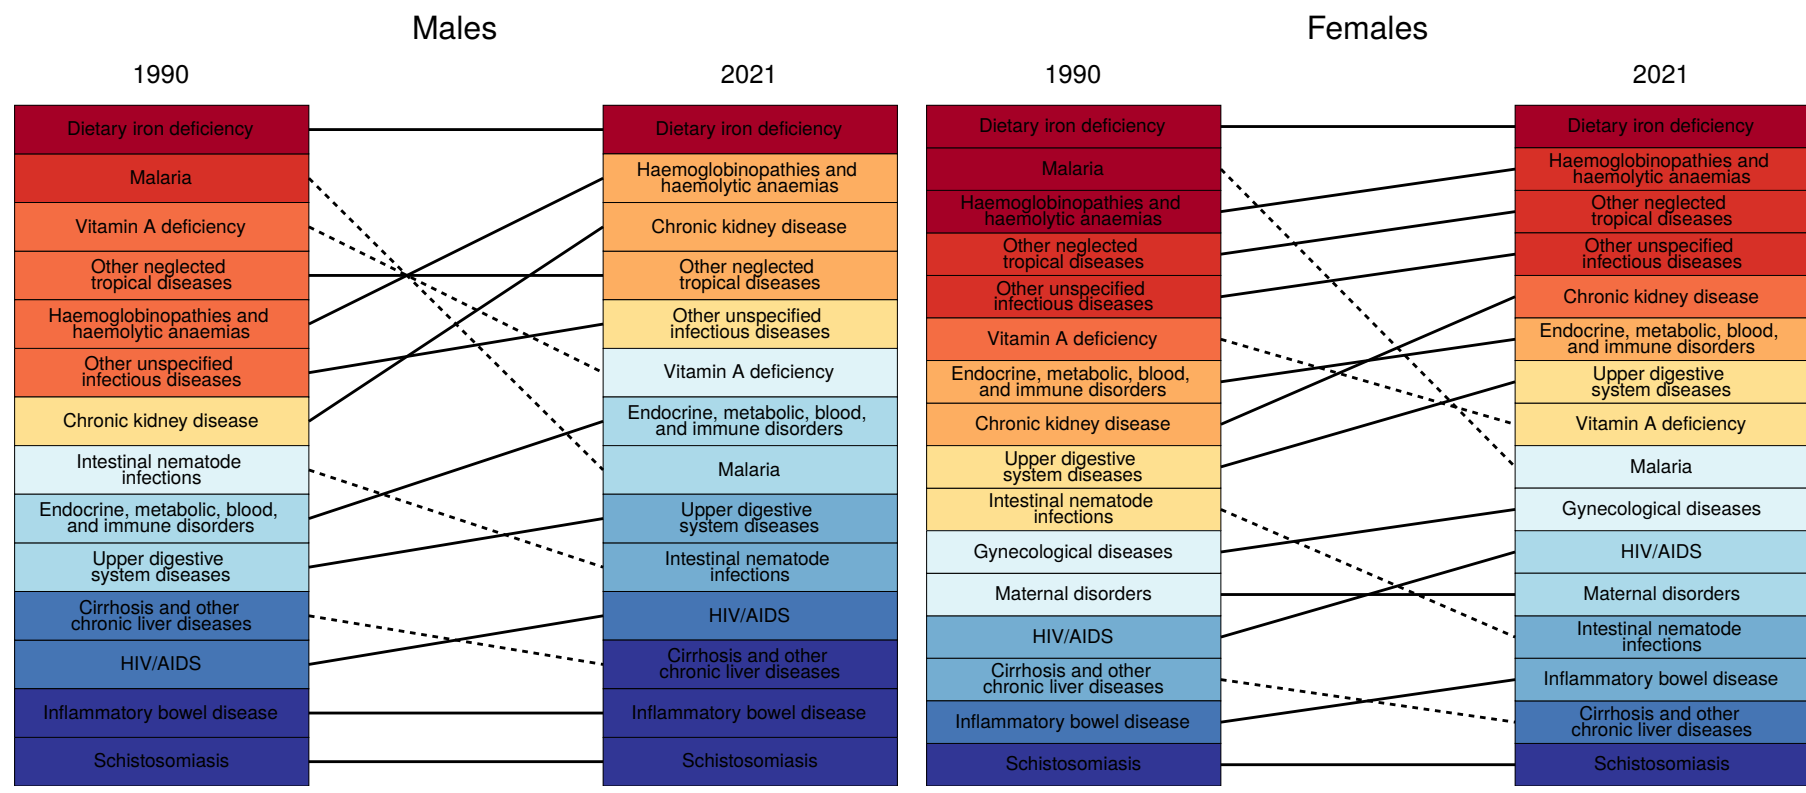 Males
1990
2021
Dietary iron deficiency
Malaria
Vitamin A deficiency
Other neglected
tropical diseases
Haemoglobinopathies and
haemolytic anaemias
Other unspecified
infectious diseases
Chronic kidney disease
Intestinal nematode
infections
Endocrine, metabolic, blood,
and immune disorders
Upper digestive
system diseases
Cirrhosis and other
chronic liver diseases
HIV/AIDS
Inflammatory bowel disease
Schistosomiasis
Dietary iron deficiency
Haemoglobinopathies and
haemolytic anaemias
Chronic kidney disease
Other neglected
tropical diseases
Other unspecified
infectious diseases
Vitamin A deficiency
Endocrine, metabolic, blood,
and immune disorders
Malaria
Upper digestive
system diseases
Intestinal nematode
infections
HIV/AIDS
Cirrhosis and other
chronic liver diseases
Inflammatory bowel disease
Schistosomiasis
Females
1990
2021
Dietary iron deficiency
Malaria
Haemoglobinopathies and
haemolytic anaemias
Other neglected
tropical diseases
Other unspecified
infectious diseases
Vitamin A deficiency
Endocrine, metabolic, blood,
and immune disorders
Chronic kidney disease
Upper digestive
system diseases
Intestinal nematode
infections
Gynecological diseases
Maternal disorders
HIV/AIDS
Cirrhosis and other
chronic liver diseases
Inflammatory bowel disease
Schistosomiasis
Dietary iron deficiency
Haemoglobinopathies and
haemolytic anaemias
Other neglected
tropical diseases
Other unspecified
infectious diseases
Chronic kidney disease
Endocrine, metabolic, blood,
and immune disorders
Upper digestive
system diseases
Vitamin A deficiency
Malaria
Gynecological diseases
HIV/AIDS
Maternal disorders
Intestinal nematode
infections
Inflammatory bowel disease
Cirrhosis and other
chronic liver diseases
Schistosomiasis